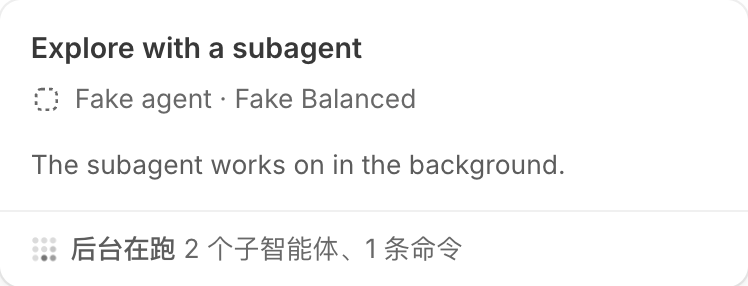 Explore with a subagent
Fake agent · Fake Balanced
The subagent works on in the background.
后台在跑 2 个子智能体、1 条命令